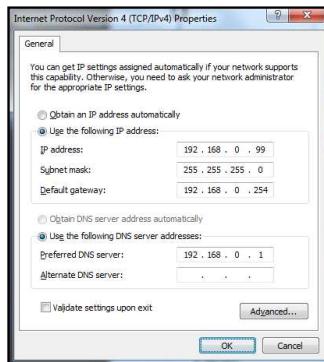 Internet Protocol Version 4 (TCP/IPv4) Properties
General
You can get IP settings assigned automatically if your network supports
this capability. Otherwise, you need to ask your network administrator
for the appropriate IP settings.
Obtain an IP address automatically
Use the following IP address:
IP address: 192 . 168 . 0 . 99
Subnet mask: 255 . 255 . 255 . 0
Default gateway: 192 . 168 . 0 . 254
Obtain DNS server address automatically
Use the following DNS server addresses:
Preferred DNS server: 192 . 168 . 0 . 1
Alternate DNS server: . . .
Validate settings upon exit
Advanced...
OK Cancel